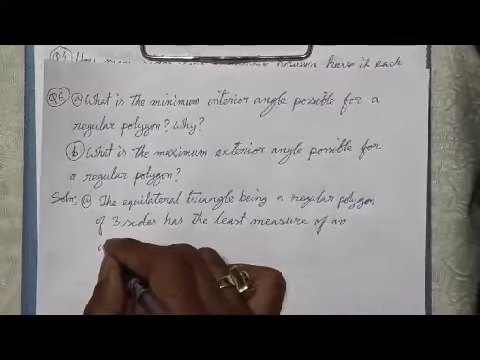 Q6) (a) What is the minimum interior angle possible for a
regular polygon? Why?
(b) What is the maximum exterior angle possible for
a regular polygon?
Soln: (a) The equilateral triangle being a regular polygon
of 3 sides has the least measure of an